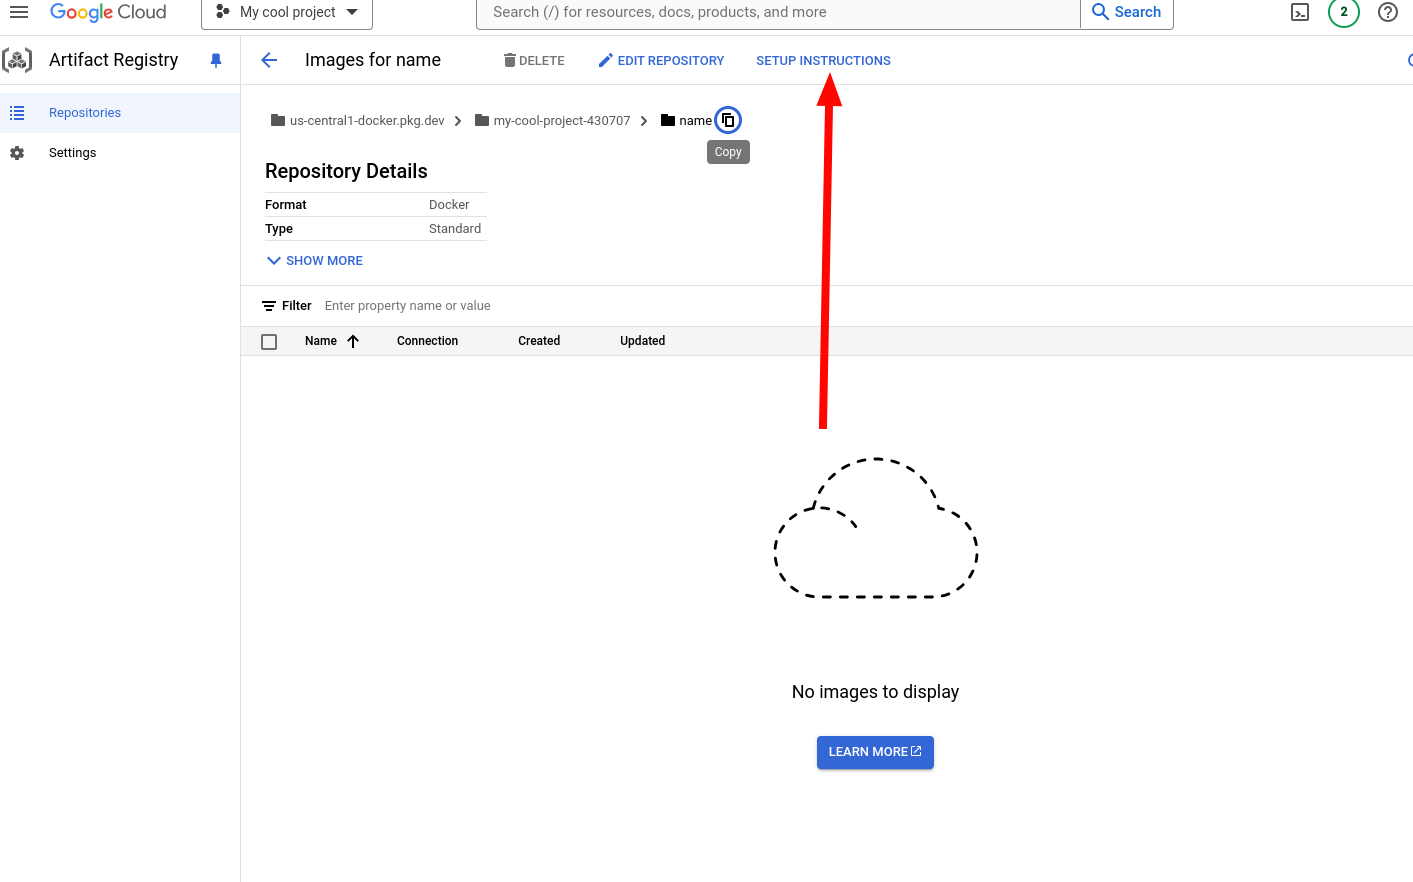 Google Cloud
My cool project
Search (/) for resources, docs, products, and more
Search
2
Artifact Registry
Images for name
DELETE
EDIT REPOSITORY
SETUP INSTRUCTIONS
Repositories
Settings
us-central1-docker.pkg.dev
my-cool-project-430707
name
Copy
Repository Details
Format Docker
Type Standard
SHOW MORE
Filter Enter property name or value
Name Connection Created Updated
No images to display
LEARN MORE